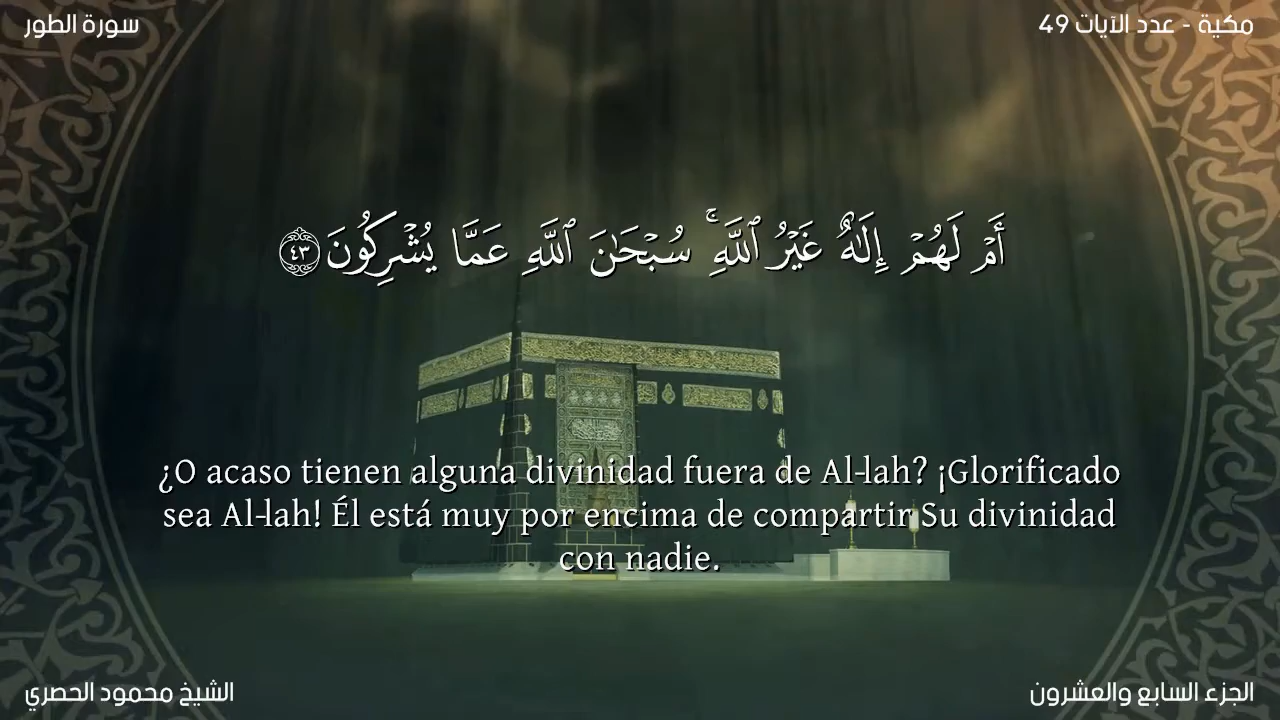 سورة الطور
مكية - عدد الآيات 49
أَمْ لَهُمْ إِلَٰهٌ غَيْرُ ٱللَّهِ ۚ سُبْحَٰنَ ٱللَّهِ عَمَّا يُشْرِكُونَ ٤٣
¿O acaso tienen alguna divinidad fuera de Al-lah? ¡Glorificado
sea Al-lah! Él está muy por encima de compartir Su divinidad
con nadie.
الشيخ محمود الحصري
الجزء السابع والعشرون